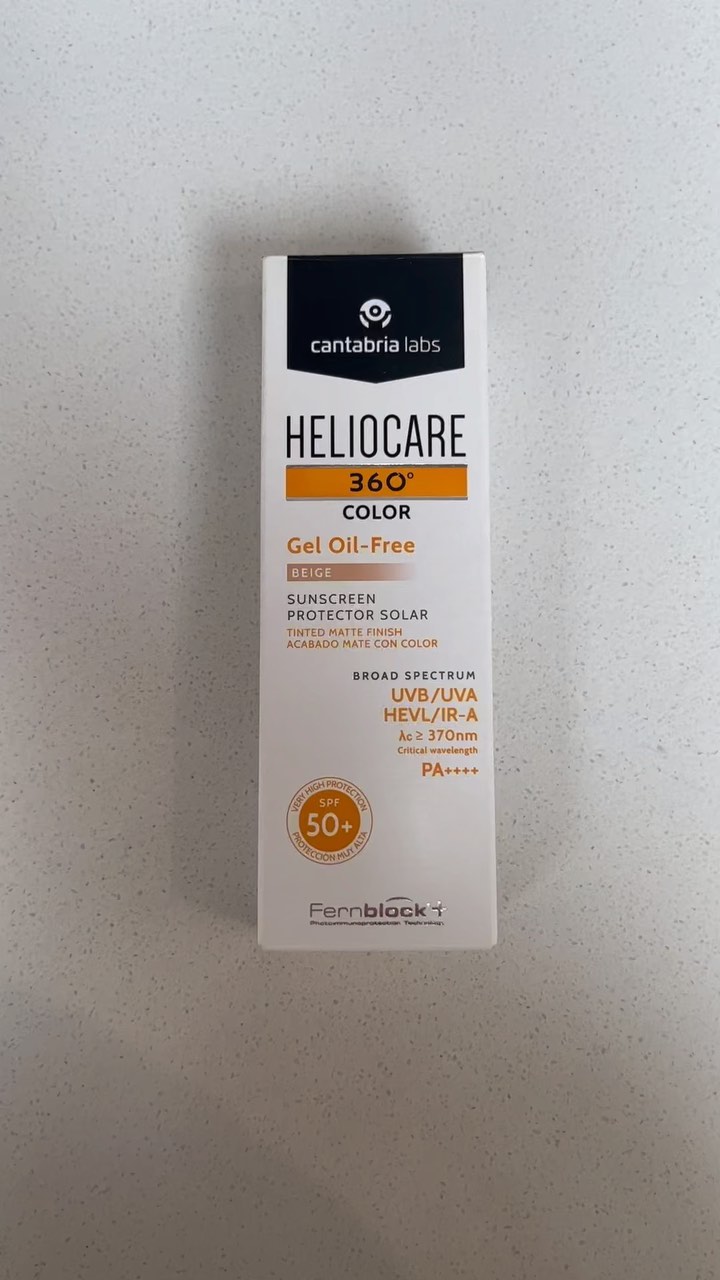 cantabria labs
HELIOCARE
360°
COLOR
Gel Oil-Free
BEIGE
SUNSCREEN
PROTECTOR SOLAR
TINTED MATTE FINISH
ACABADO MATE CON COLOR
BROAD SPECTRUM
UVB/UVA
HEVL/IR-A
λc ≥ 370nm
Critical wavelength
PA++++
VERY HIGH PROTECTION
SPF
50+
PROTECCIÓN MUY ALTA
Fernblock+
Photoimmunoprotection Technology